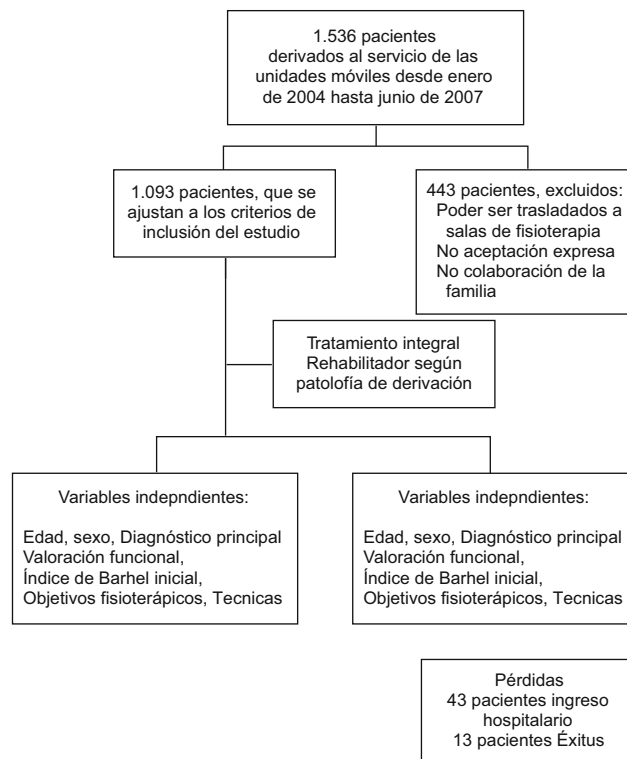 1.536 pacientes
derivados al servicio de las
unidades móviles desde enero
de 2004 hasta junio de 2007
1.093 pacientes, que se
ajustan a los criterios de
inclusión del estudio
443 pacientes, excluidos:
Poder ser trasladados a
salas de fisioterapia
No aceptación expresa
No colaboración de la
familia
Tratamiento integral
Rehabilitador según
patolofía de derivación
Variables indepndientes:
Edad, sexo, Diagnóstico principal
Valoración funcional,
Índice de Barhel inicial,
Objetivos fisioterápicos, Tecnicas
Variables indepndientes:
Edad, sexo, Diagnóstico principal
Valoración funcional,
Índice de Barhel inicial,
Objetivos fisioterápicos, Tecnicas
Pérdidas
43 pacientes ingreso
hospitalario
13 pacientes Éxitus